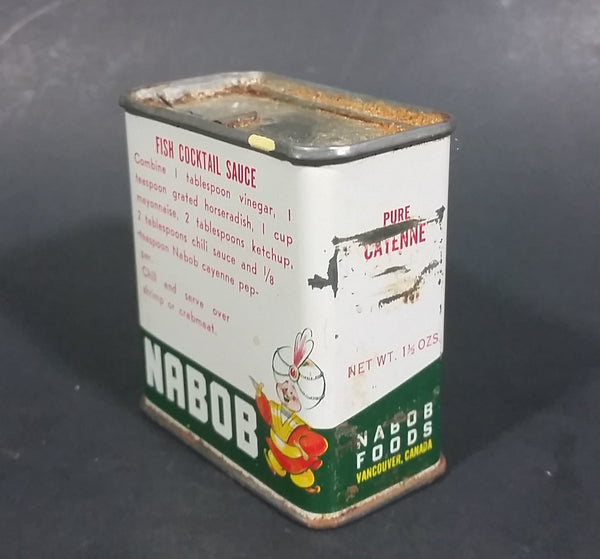 FISH COCKTAIL SAUCE
Combine 1 tablespoon vinegar, 1
teaspoon grated horseradish, 1 cup
mayonnaise, 2 tablespoons ketchup,
2 tablespoons chili sauce and 1/8
teaspoon Nabob cayenne pep-
per.
Chill and serve over
shrimp or crabmeat.
NABOB
PURE
CAYENNE
NET WT. 1½ OZS.
NABOB
FOODS
VANCOUVER, CANADA